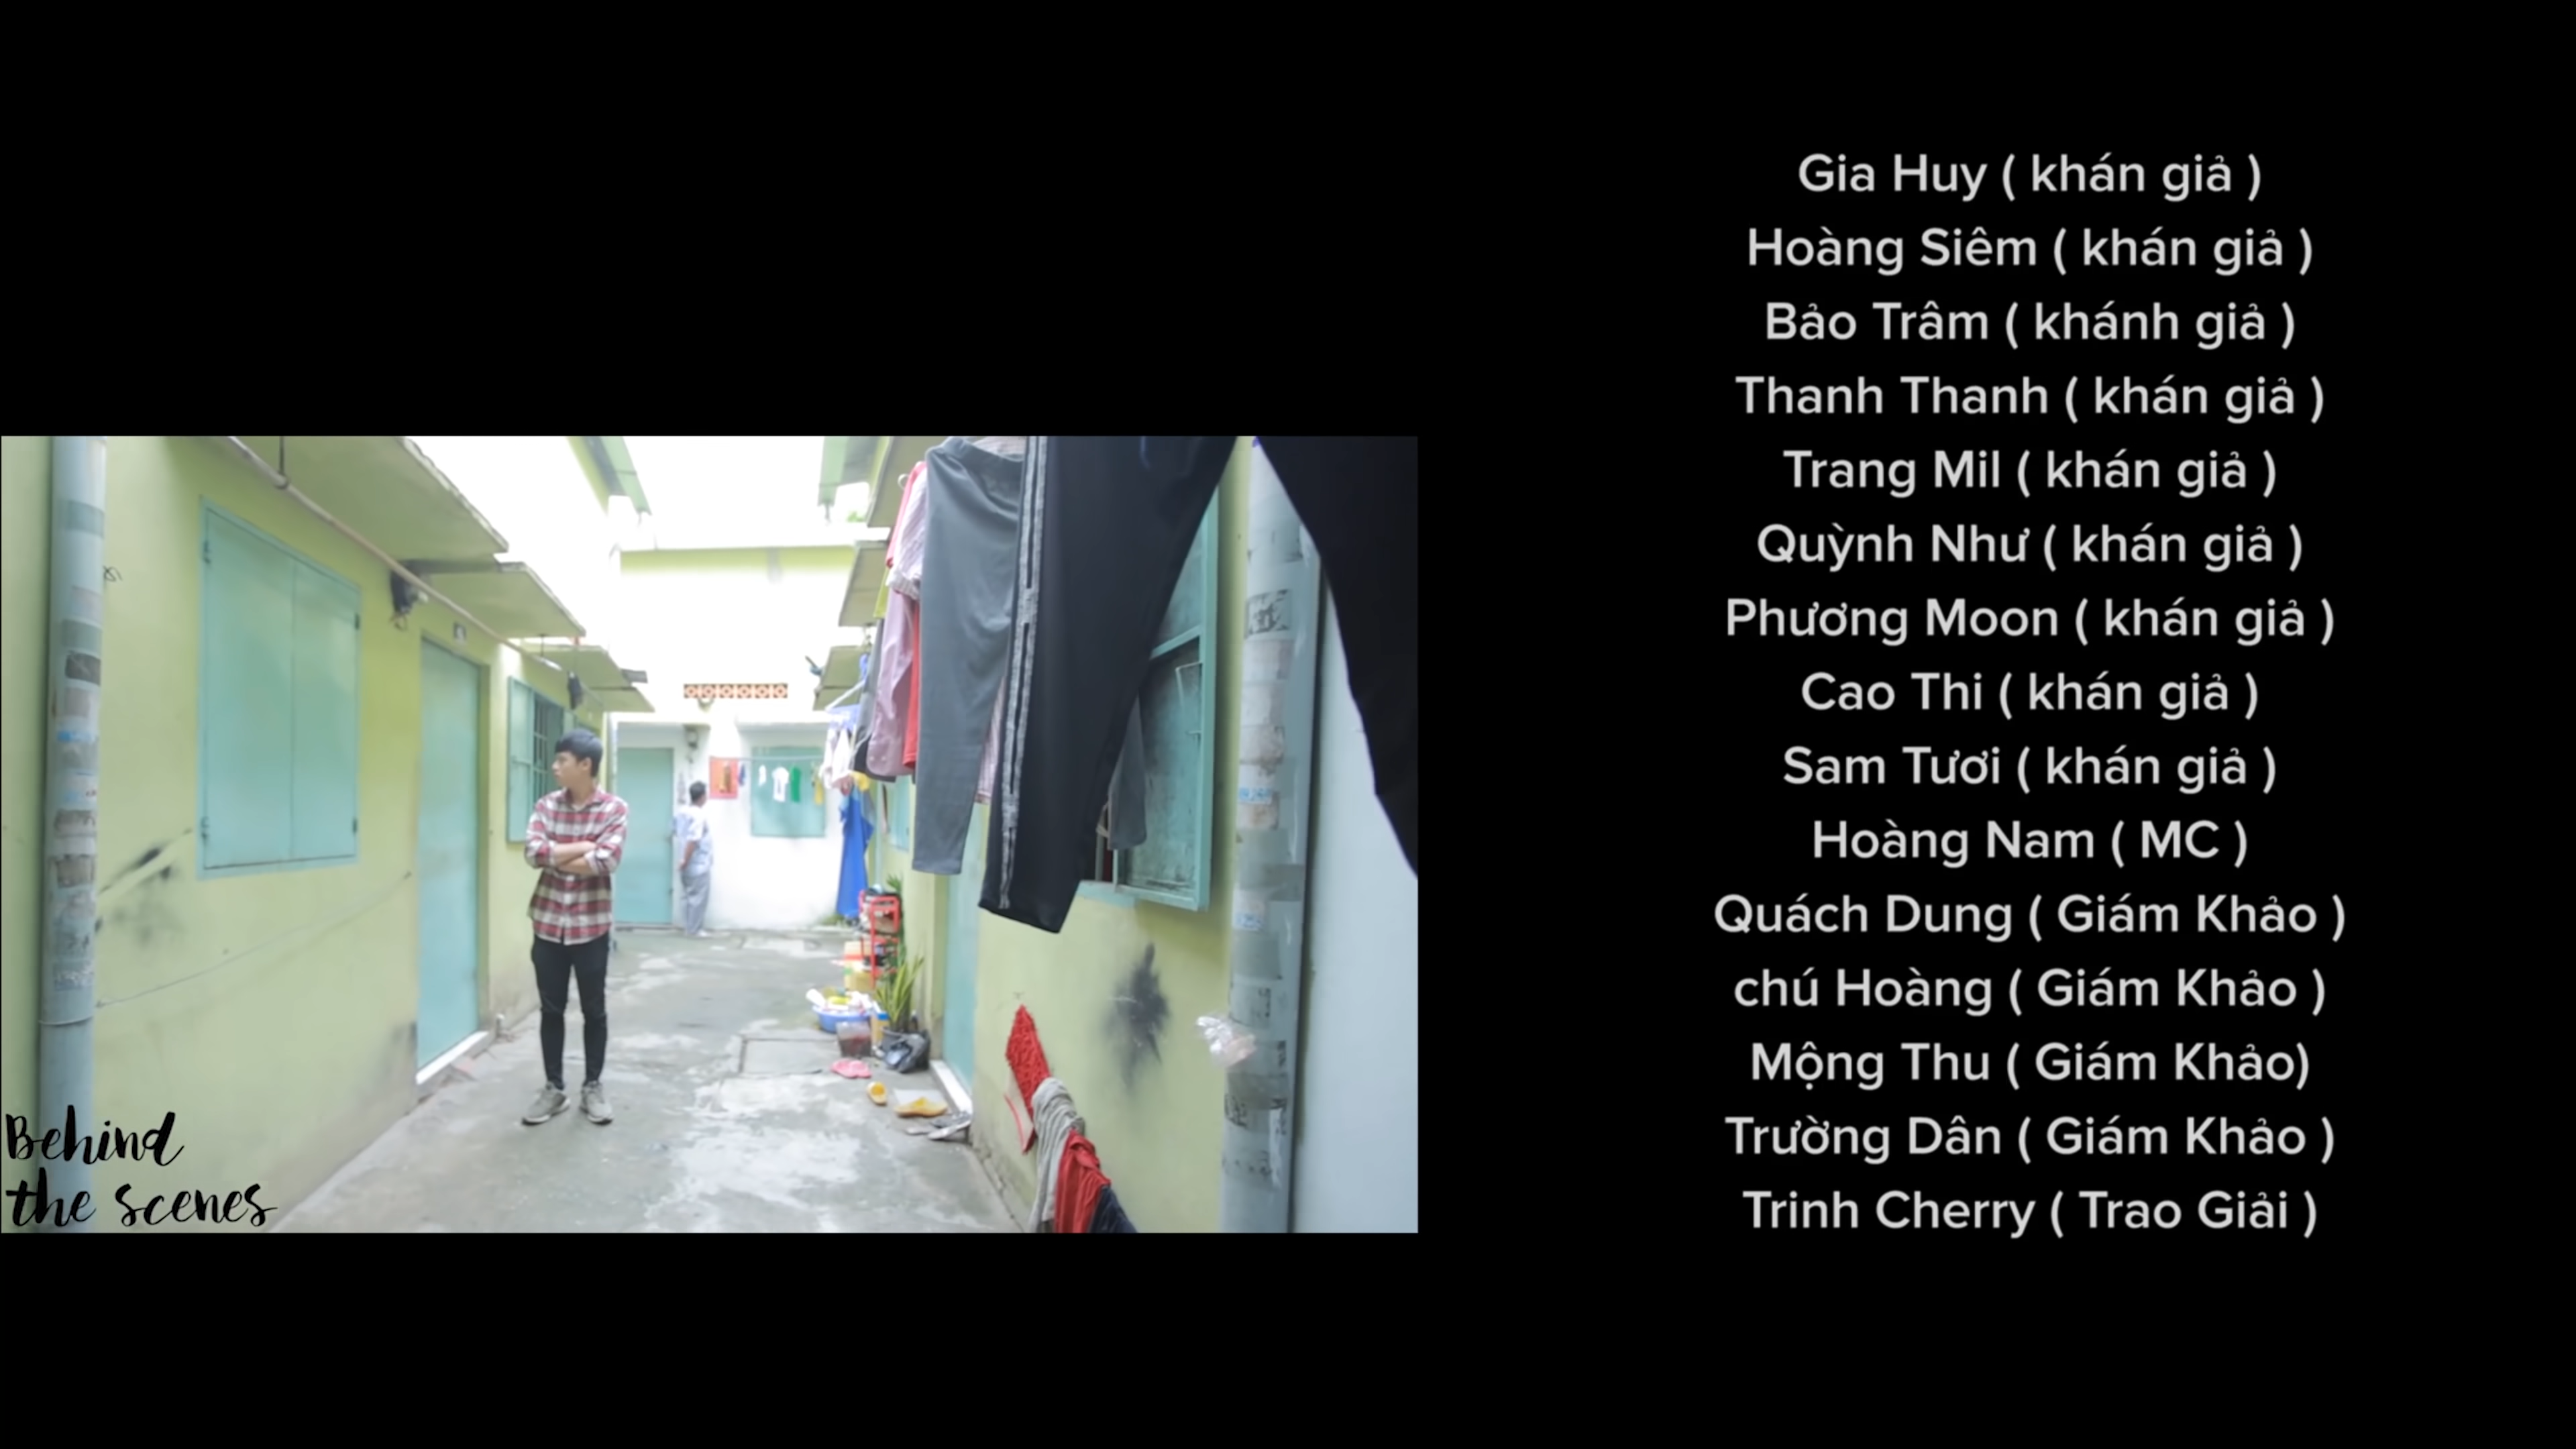 Gia Huy ( khán giả )
Hoàng Siêm ( khán giả )
Bảo Trâm ( khánh giả )
Thanh Thanh ( khán giả )
Trang Mil ( khán giả )
Quỳnh Như ( khán giả )
Phương Moon ( khán giả )
Cao Thi ( khán giả )
Sam Tươi ( khán giả )
Hoàng Nam ( MC )
Quách Dung ( Giám Khảo )
chú Hoàng ( Giám Khảo )
Mộng Thu ( Giám Khảo)
Trường Dân ( Giám Khảo )
Trinh Cherry ( Trao Giải )
Behind
the scenes